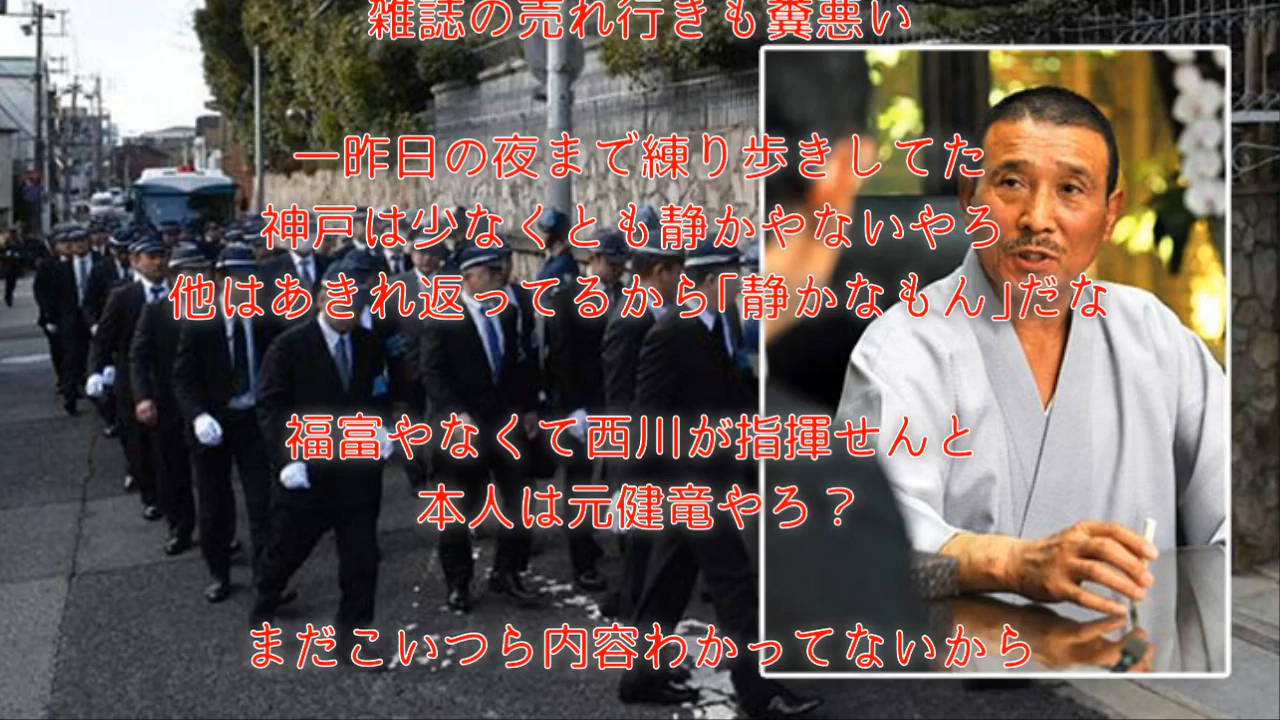 雑誌の売れ行きも糞悪い
一昨日の夜まで練り歩きしてた
神戸は少なくとも静かやないやろ
他はあきれ返ってるから｢静かなもん｣だな
福富やなくて西川が指揮せんと
本人は元健竜やろ？
まだこいつら内容わかってないから